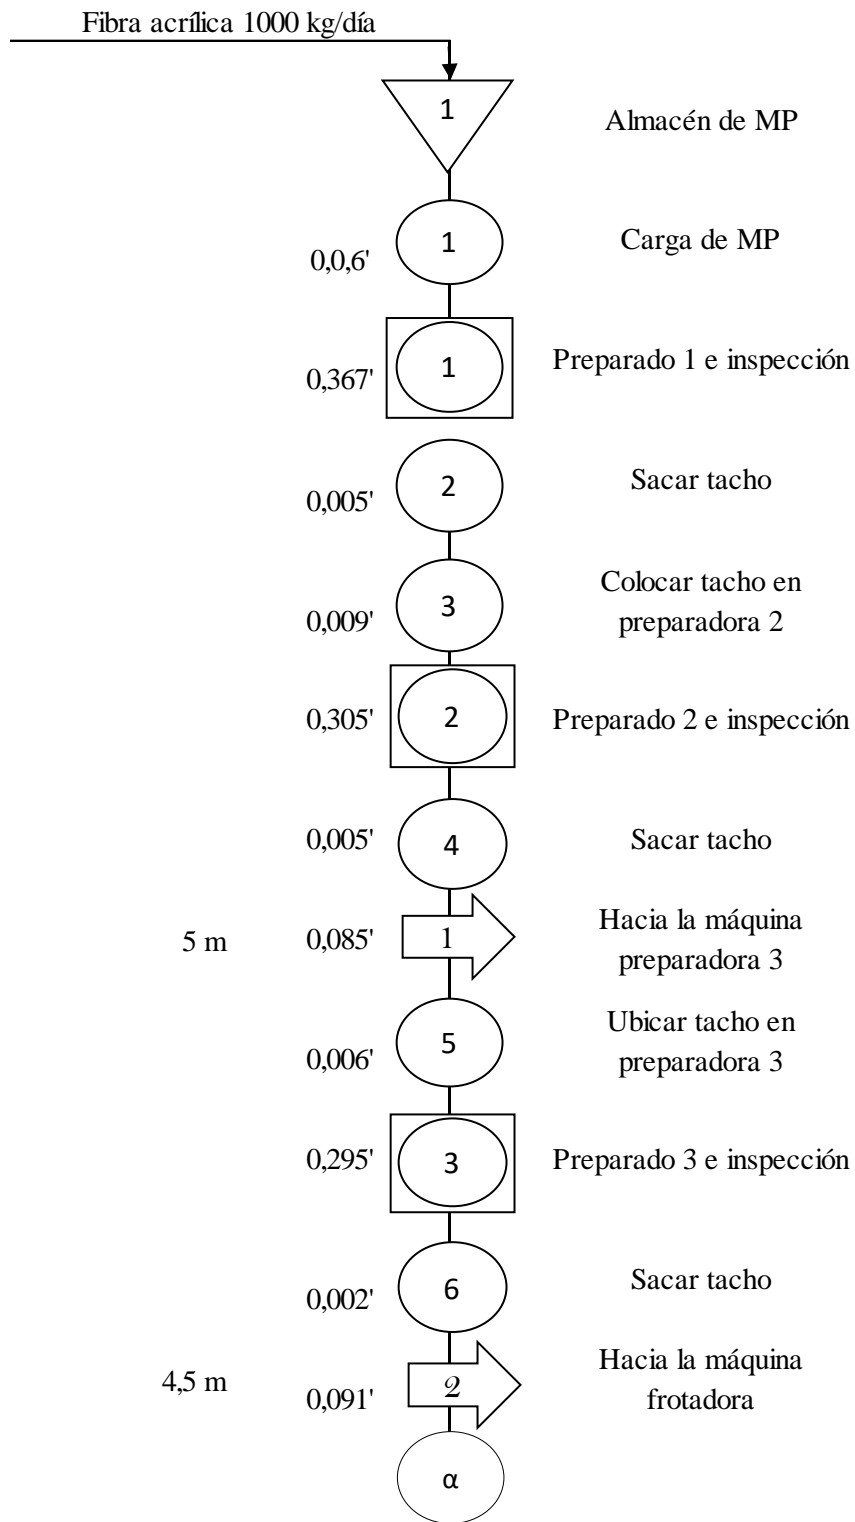 Fibra acrílica 1000 kg/día
1
Almacén de MP
1
Carga de MP
0,0,6'
1
Preparado 1 e inspección
0,367'
2
Sacar tacho
0,005'
3
Colocar tacho en
preparadora 2
0,009'
2
Preparado 2 e inspección
0,305'
4
Sacar tacho
0,005'
5 m
0,085'
1
Hacia la máquina
preparadora 3
5
Ubicar tacho en
preparadora 3
0,006'
3
Preparado 3 e inspección
0,295'
6
Sacar tacho
0,002'
4,5 m
0,091'
2
Hacia la máquina
frotadora
α